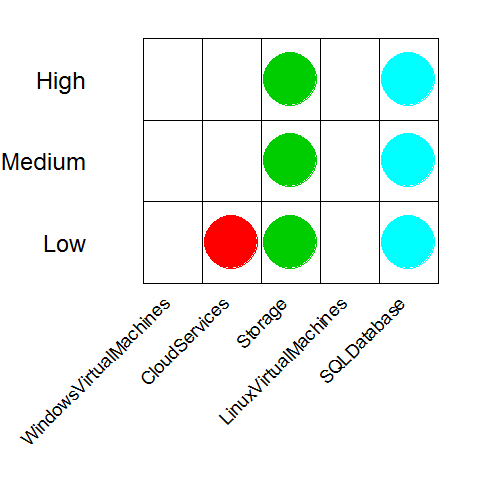 High
Medium
Low
WindowsVirtualMachines
CloudServices
Storage
LinuxVirtualMachines
SQLDatabase